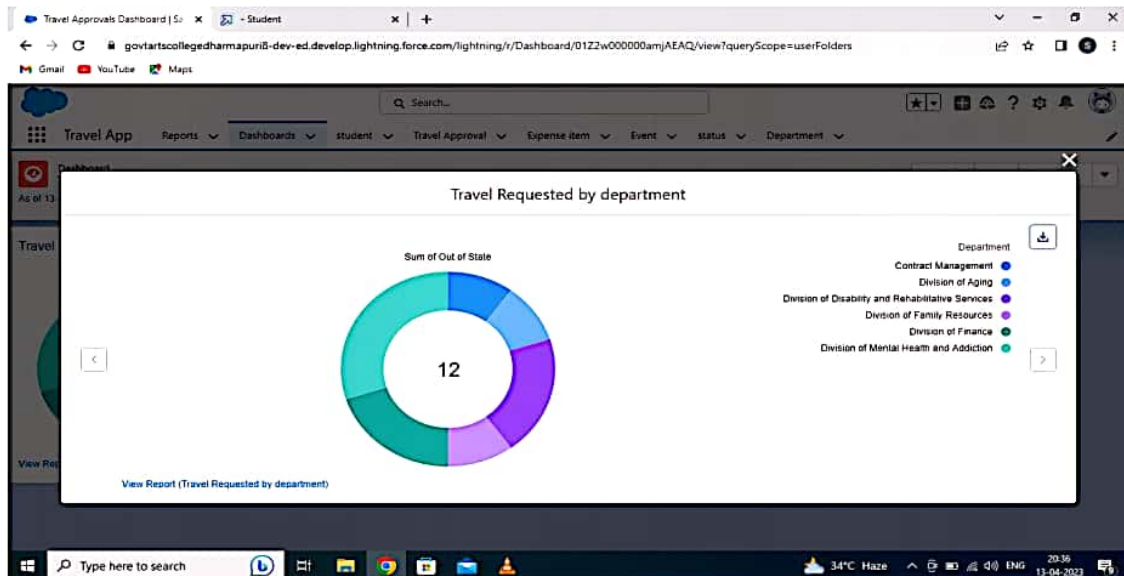 Travel Approvals Dashboard | Sa
- Student
govtartscollegedharmapuri8-dev-ed.develop.lightning.force.com/lightning/r/Dashboard/01Z2w000000amjAEAQ/view?queryScope=userFolders
Gmail YouTube Maps
Search...
Travel App Reports Dashboards student Travel Approval Expense item Event status Department
Dashboard
As of 13
Travel Requested by department
Travel
Sum of Out of State
Department
Contract Management
Division of Aging
Division of Disability and Rehabilitative Services
Division of Family Resources
Division of Finance
Division of Mental Health and Addiction
12
View Rep
View Report (Travel Requested by department)
Type here to search
34°C Haze
ENG
20:36
13-04-2023